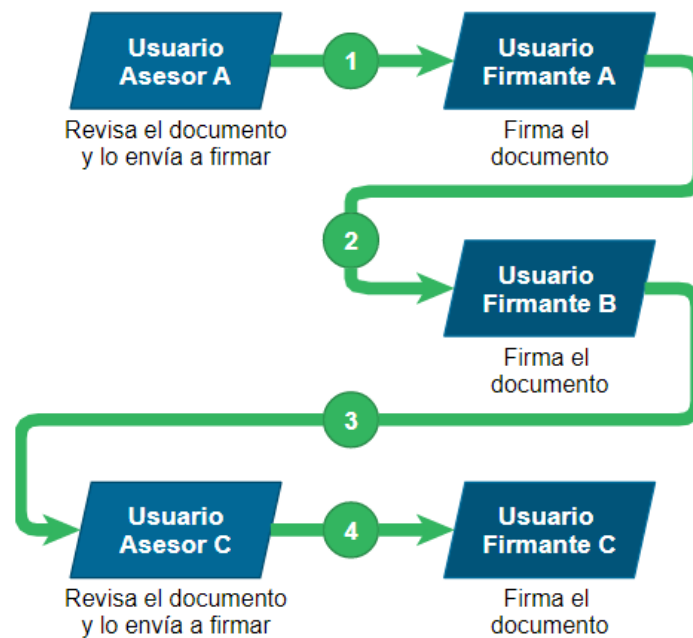 Usuario
Asesor A
1
Usuario
Firmante A
Revisa el documento
y lo envía a firmar
Firma el
documento
2
Usuario
Firmante B
Firma el
documento
3
Usuario
Asesor C
4
Usuario
Firmante C
Revisa el documento
y lo envía a firmar
Firma el
documento